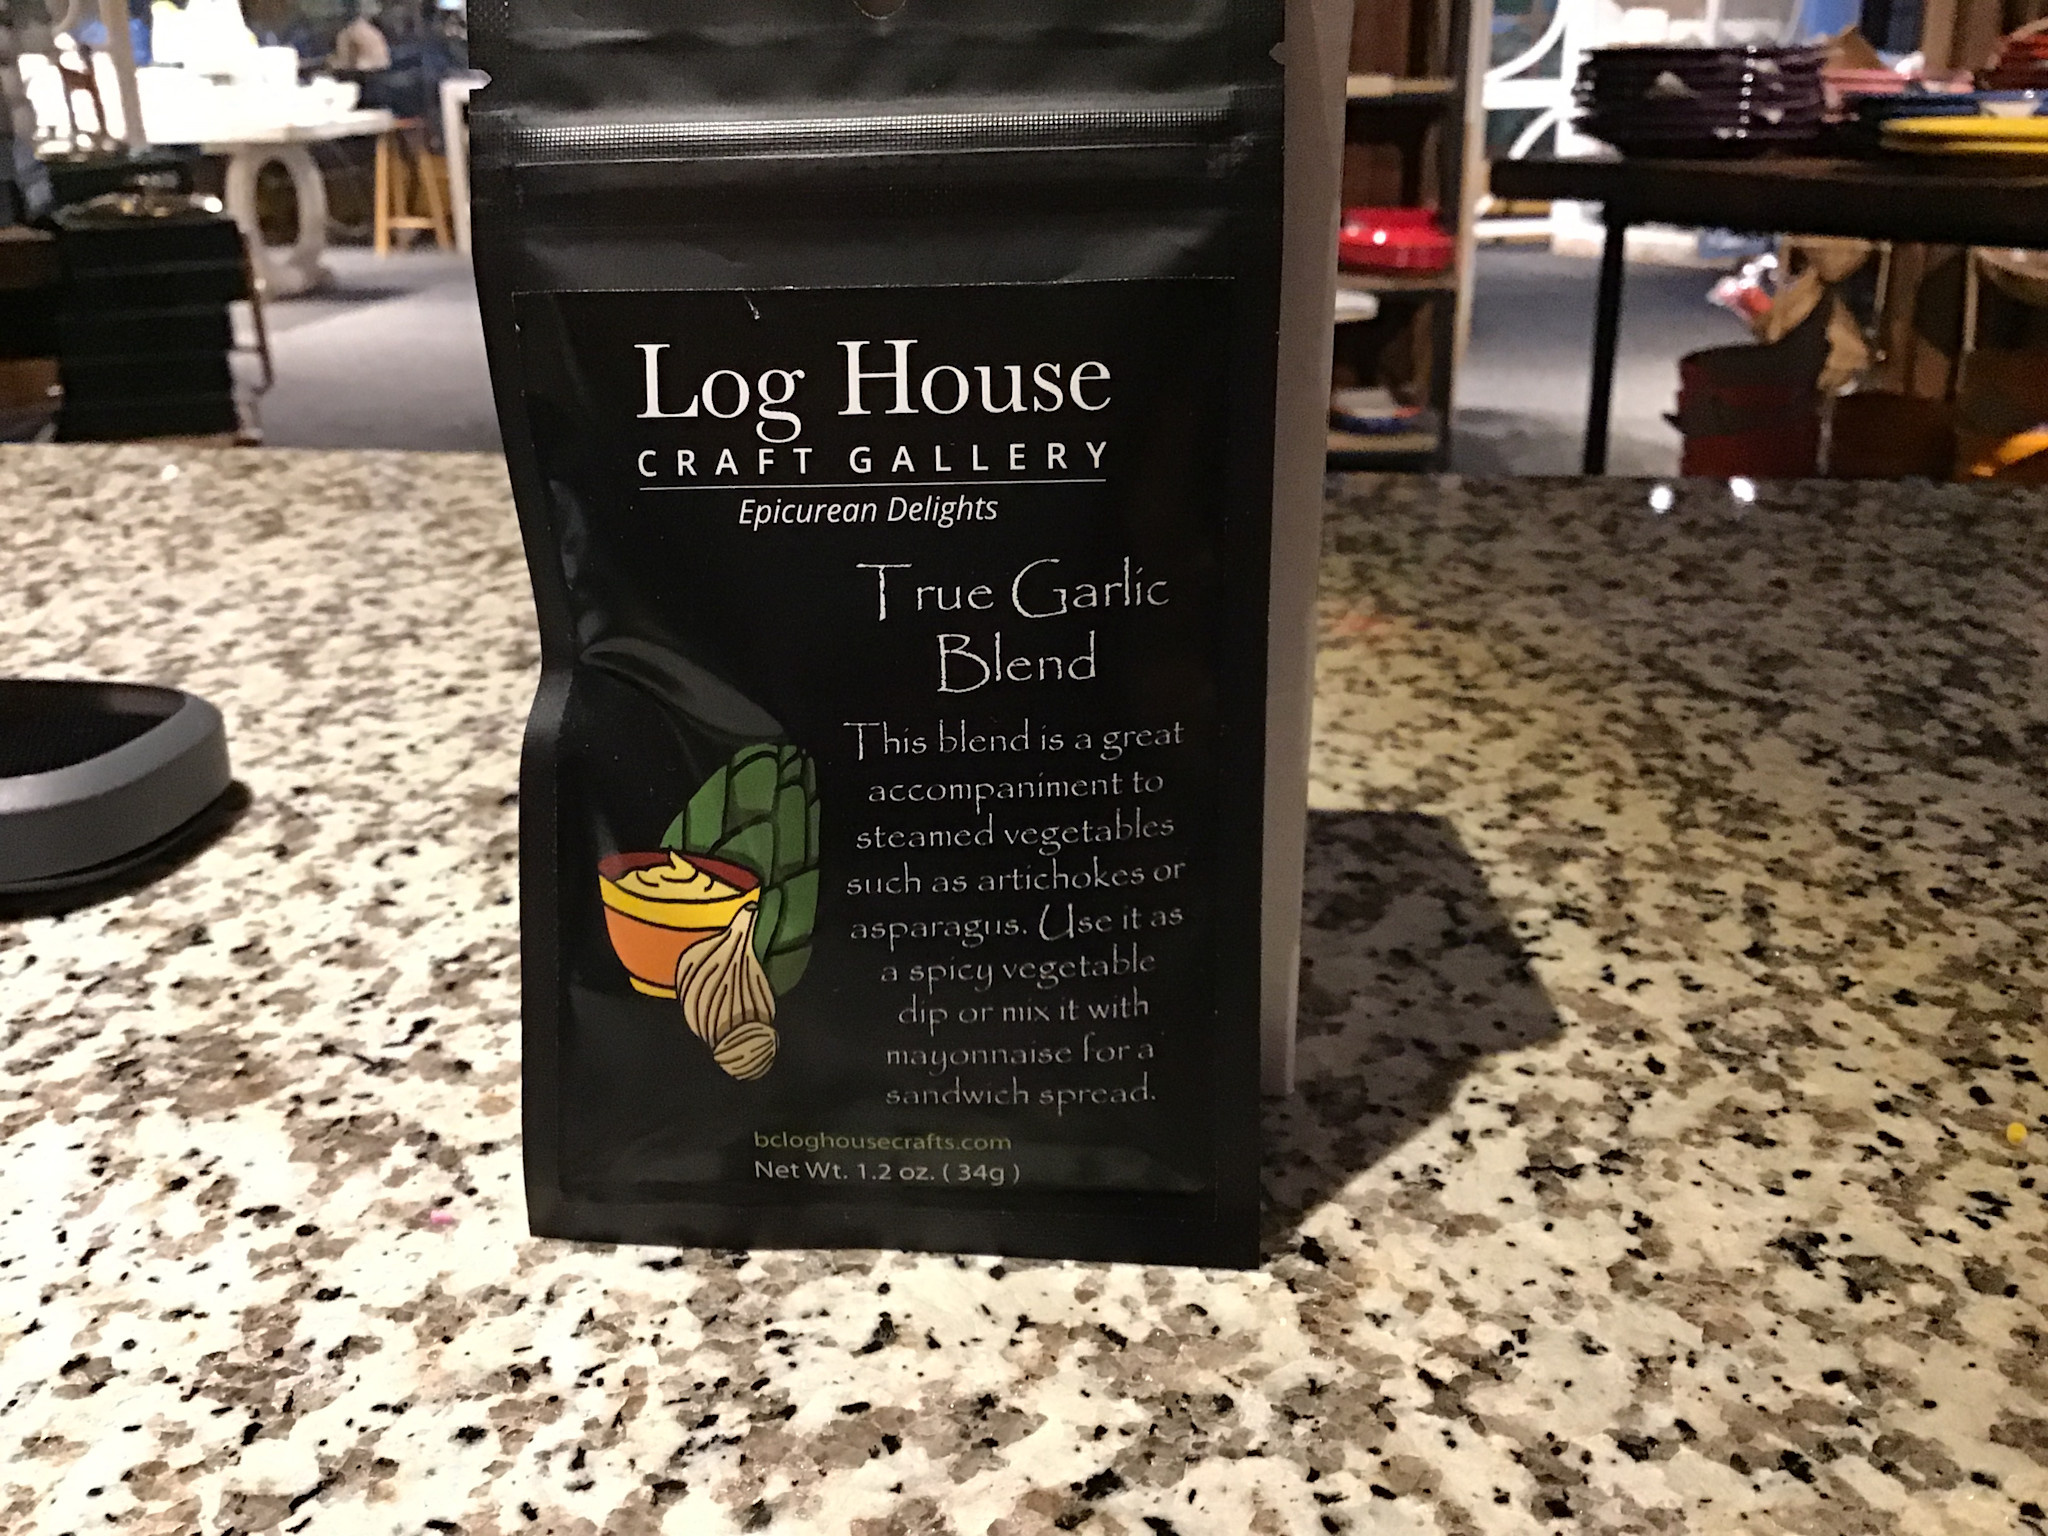 Log House
CRAFT GALLERY
Epicurean Delights
True Garlic
Blend
This blend is a great
accompaniment to
steamed vegetables
such as artichokes or
asparagus. Use it as
a spicy vegetable
dip or mix it with
mayonnaise for a
sandwich spread.
bcloghousecrafts.com
Net Wt. 1.2 oz. ( 34g )